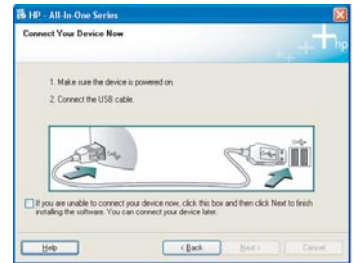 HP - All-In-One Series
Connect Your Device Now
hp
1. Make sure the device is powered on.
2. Connect the USB cable.
If you are unable to connect your device now, click this box and then click Next to finish
installing the software. You can connect your device later.
Help
< Back
Next >
Cancel